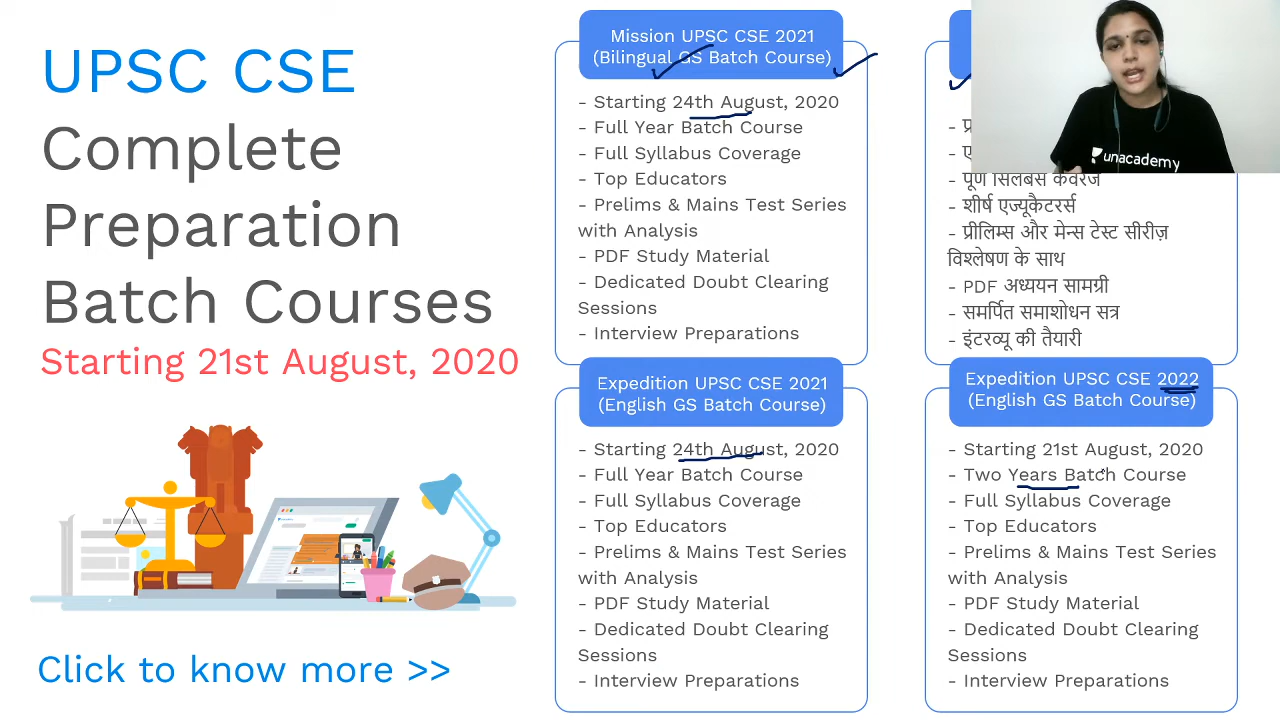 UPSC CSE
Complete
Preparation
Batch Courses
Starting 21st August, 2020
Click to know more >>
Mission UPSC CSE 2021
(Bilingual GS Batch Course)
- Starting 24th August, 2020
- Full Year Batch Course
- Full Syllabus Coverage
- Top Educators
- Prelims & Mains Test Series
with Analysis
- PDF Study Material
- Dedicated Doubt Clearing
Sessions
- Interview Preparations
unacademy
- पूर्ण सिलेबस कवरेज
- शीर्ष एज्यूकैटरर्स
- प्रीलिम्स और मेन्स टेस्ट सीरीज़
विश्लेषण के साथ
- PDF अध्ययन सामग्री
- समर्पित समाशोधन सत्र
- इंटरव्यू की तैयारी
Expedition UPSC CSE 2021
(English GS Batch Course)
- Starting 24th August, 2020
- Full Year Batch Course
- Full Syllabus Coverage
- Top Educators
- Prelims & Mains Test Series
with Analysis
- PDF Study Material
- Dedicated Doubt Clearing
Sessions
- Interview Preparations
Expedition UPSC CSE 2022
(English GS Batch Course)
- Starting 21st August, 2020
- Two Years Batch Course
- Full Syllabus Coverage
- Top Educators
- Prelims & Mains Test Series
with Analysis
- PDF Study Material
- Dedicated Doubt Clearing
Sessions
- Interview Preparations